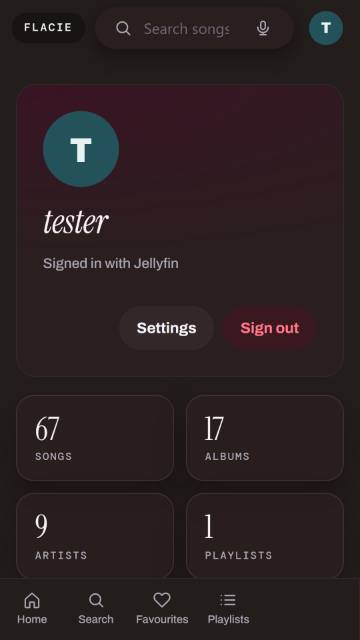 FLACIE
Search songs
T
T
tester
Signed in with Jellyfin
Settings
Sign out
67
SONGS
17
ALBUMS
9
ARTISTS
1
PLAYLISTS
Home
Search
Favourites
Playlists